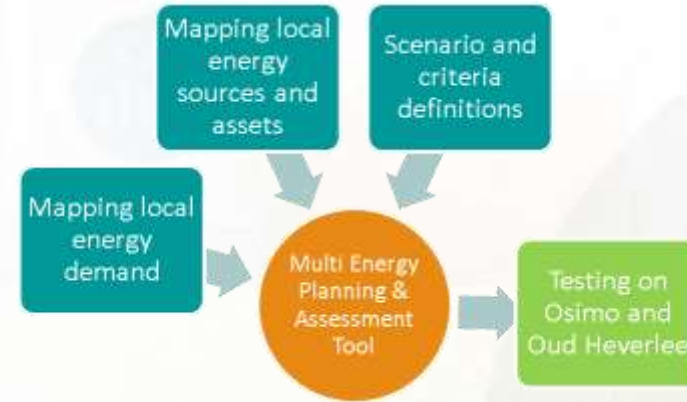 Mapping local
energy
sources and
assets
Scenario and
criteria
definitions
Mapping local
energy
demand
Multi Energy
Planning &
Assessment
Tool
Testing on
Osimo and
Oud Heverlee